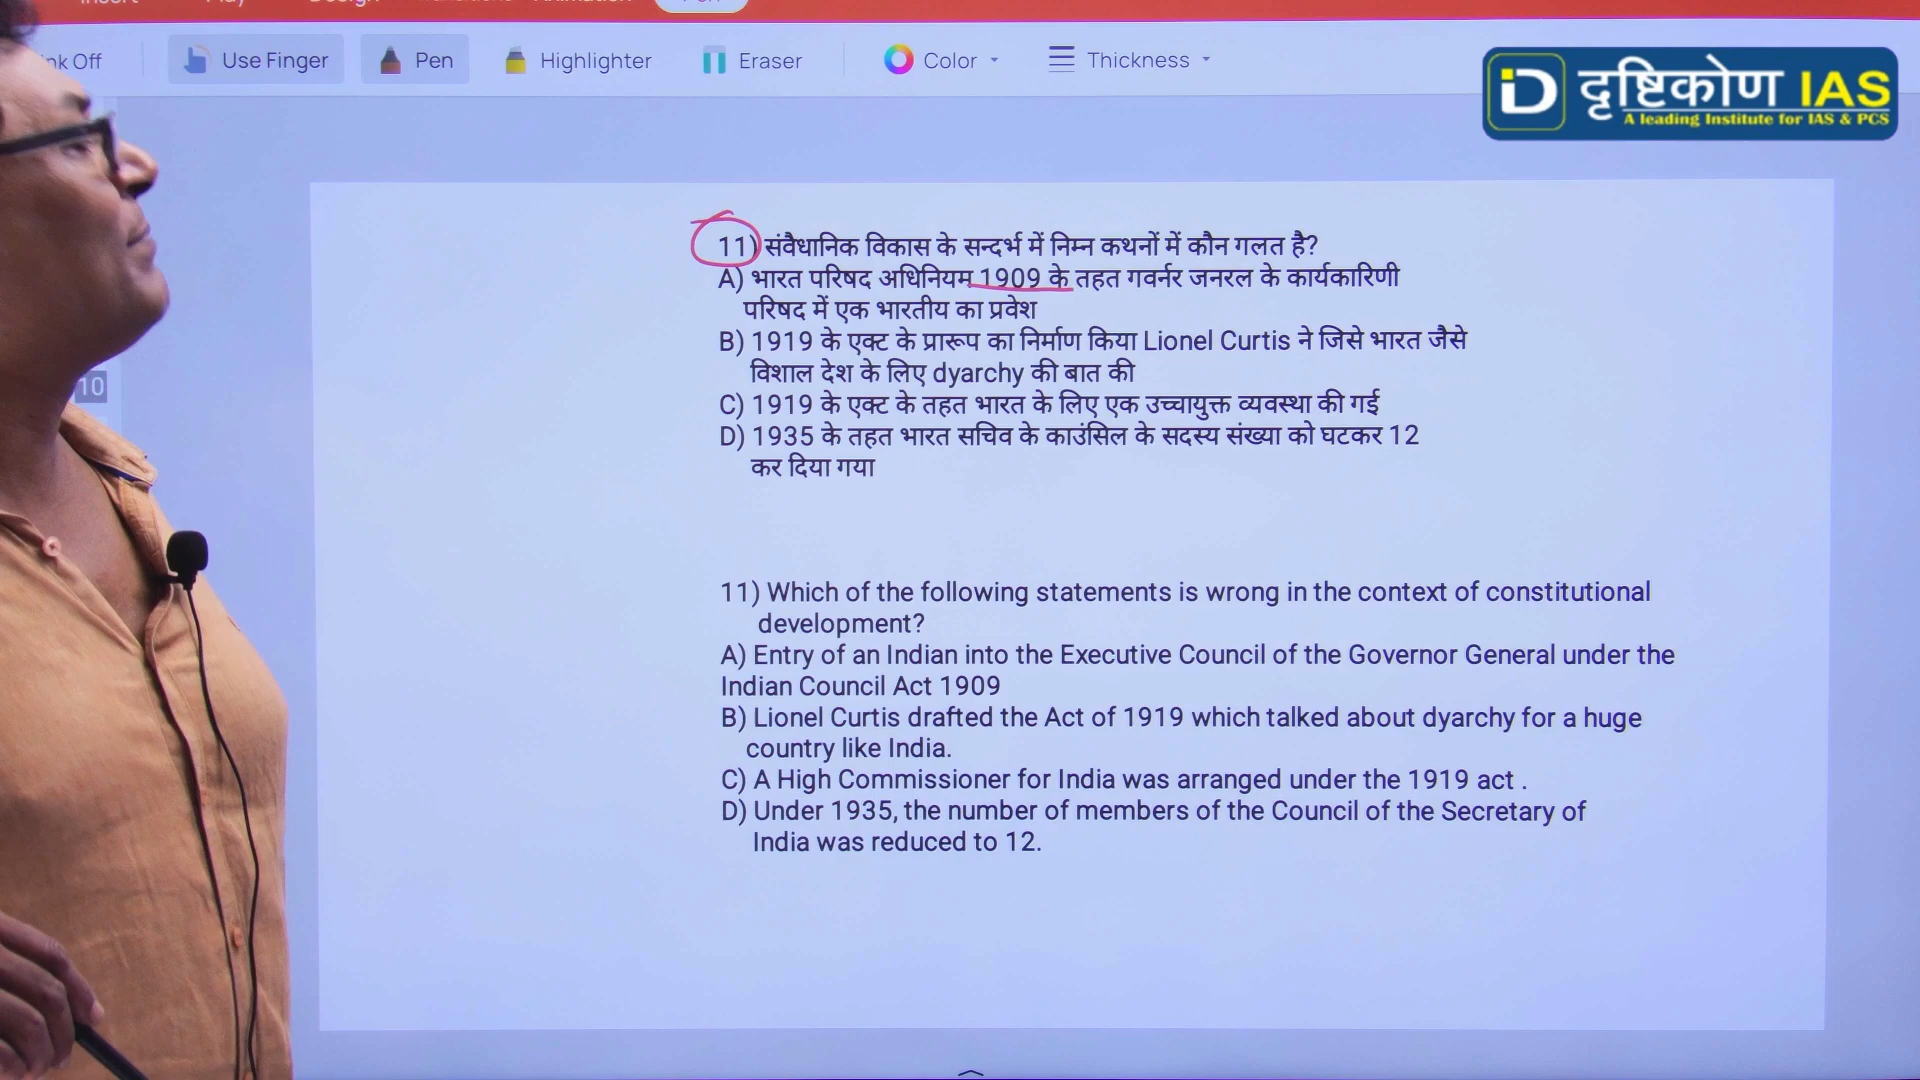 Use Finger Pen Highlighter Eraser Color Thickness
दृष्टिकोण IAS
A leading Institute for IAS & PCS
11) संवैधानिक विकास के सन्दर्भ में निम्न कथनों में कौन गलत है?
A) भारत परिषद अधिनियम 1909 के तहत गवर्नर जनरल के कार्यकारिणी
परिषद में एक भारतीय का प्रवेश
B) 1919 के एक्ट के प्रारूप का निर्माण किया Lionel Curtis ने जिसे भारत जैसे
विशाल देश के लिए dyarchy की बात की
C) 1919 के एक्ट के तहत भारत के लिए एक उच्चायुक्त व्यवस्था की गई
D) 1935 के तहत भारत सचिव के काउंसिल के सदस्य संख्या को घटकर 12
कर दिया गया
10
11) Which of the following statements is wrong in the context of constitutional
development?
A) Entry of an Indian into the Executive Council of the Governor General under the
Indian Council Act 1909
B) Lionel Curtis drafted the Act of 1919 which talked about dyarchy for a huge
country like India.
C) A High Commissioner for India was arranged under the 1919 act .
D) Under 1935, the number of members of the Council of the Secretary of
India was reduced to 12.